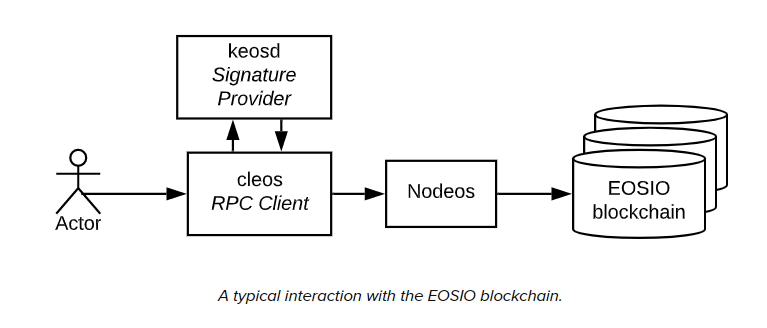 keosd
Signature
Provider
cleos
RPC Client
Nodeos
EOSIO
blockchain
Actor
A typical interaction with the EOSIO blockchain.